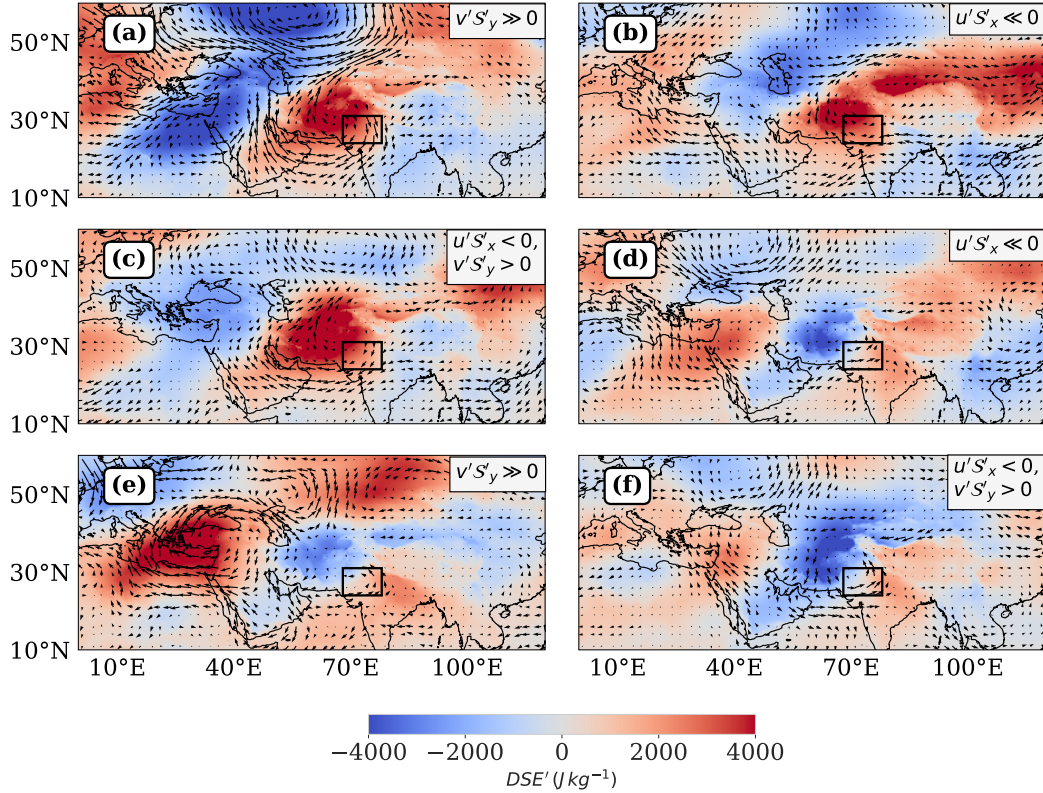 (a)
v′S′y ≫ 0
(b)
u′S′x ≪ 0
50°N
30°N
10°N
(c)
u′S′x < 0,
v′S′y > 0
(d)
u′S′x ≪ 0
50°N
30°N
10°N
(e)
v′S′y ≫ 0
(f)
u′S′x < 0,
v′S′y > 0
50°N
30°N
10°N
10°E 40°E 70°E 100°E
10°E 40°E 70°E 100°E
−4000 −2000 0 2000 4000
DSE′ (J kg⁻¹)